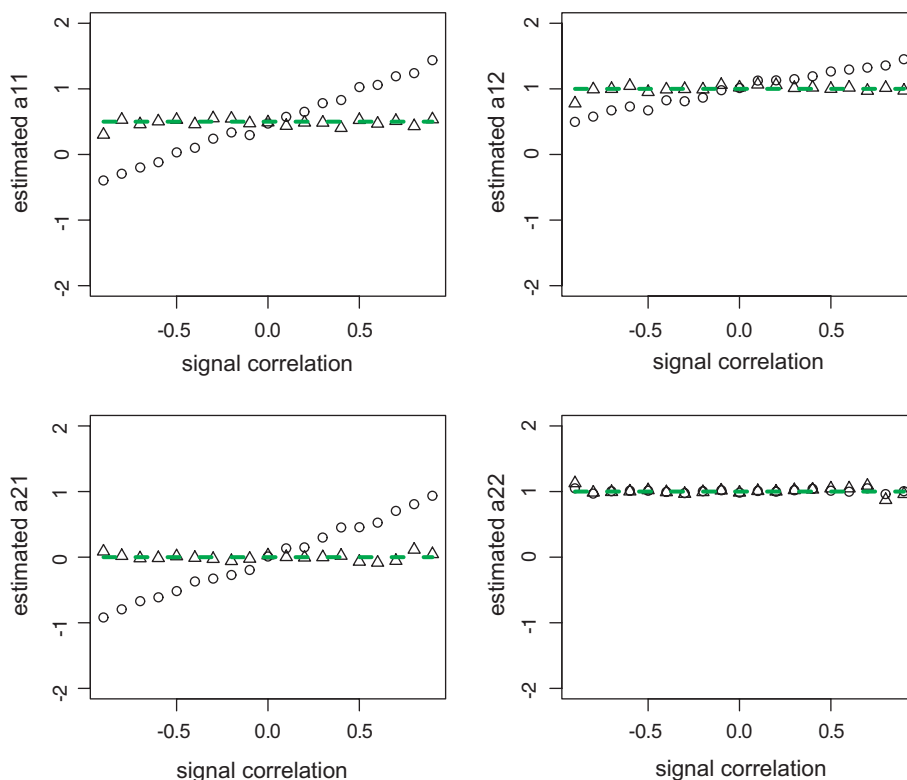 estimated a11
2
1
0
-1
-2
-0.5 0.0 0.5
signal correlation
estimated a12
2
1
0
-1
-2
-0.5 0.0 0.5
signal correlation
estimated a21
2
1
0
-1
-2
-0.5 0.0 0.5
signal correlation
estimated a22
2
1
0
-1
-2
-0.5 0.0 0.5
signal correlation